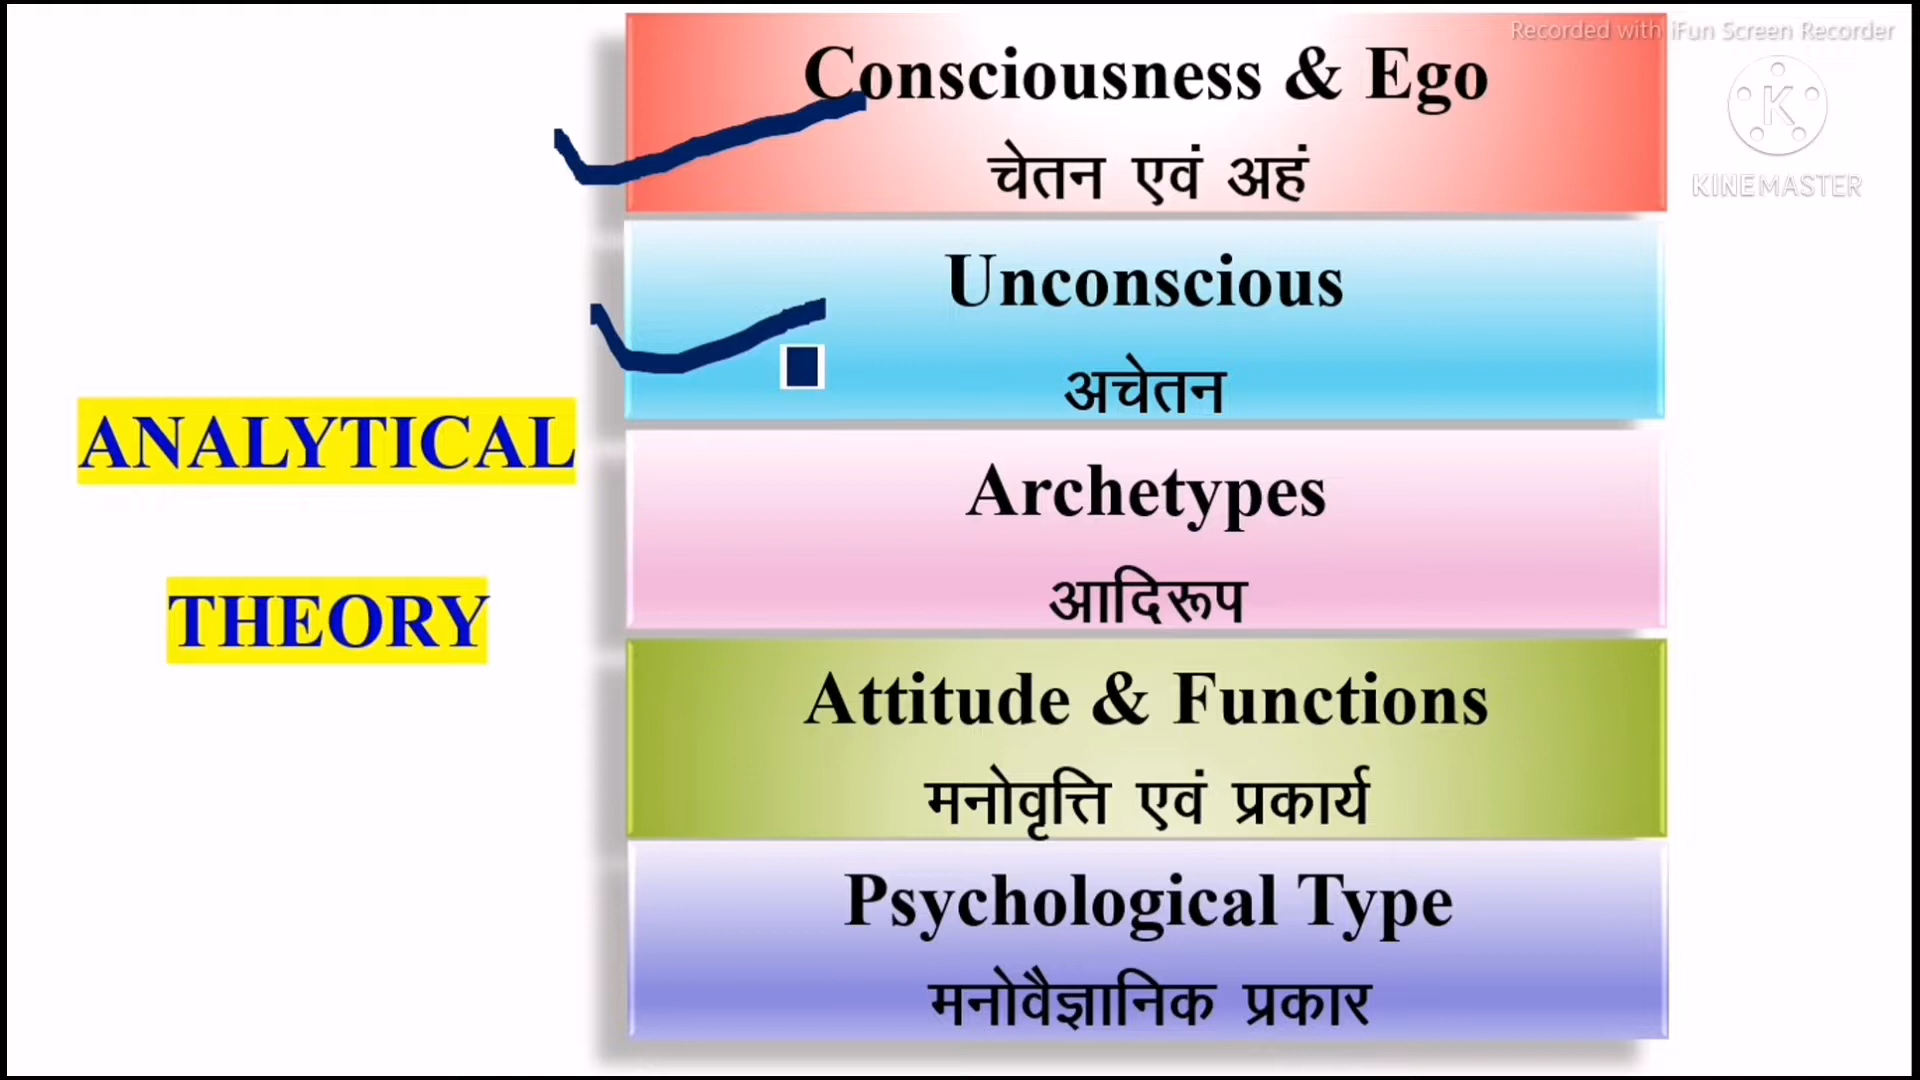 Recorded with iFun Screen Recorder
K
KINEMASTER
Consciousness & Ego
चेतन एवं अहं
Unconscious
अचेतन
ANALYTICAL
THEORY
Archetypes
आदिरूप
Attitude & Functions
मनोवृत्ति एवं प्रकार्य
Psychological Type
मनोवैज्ञानिक प्रकार